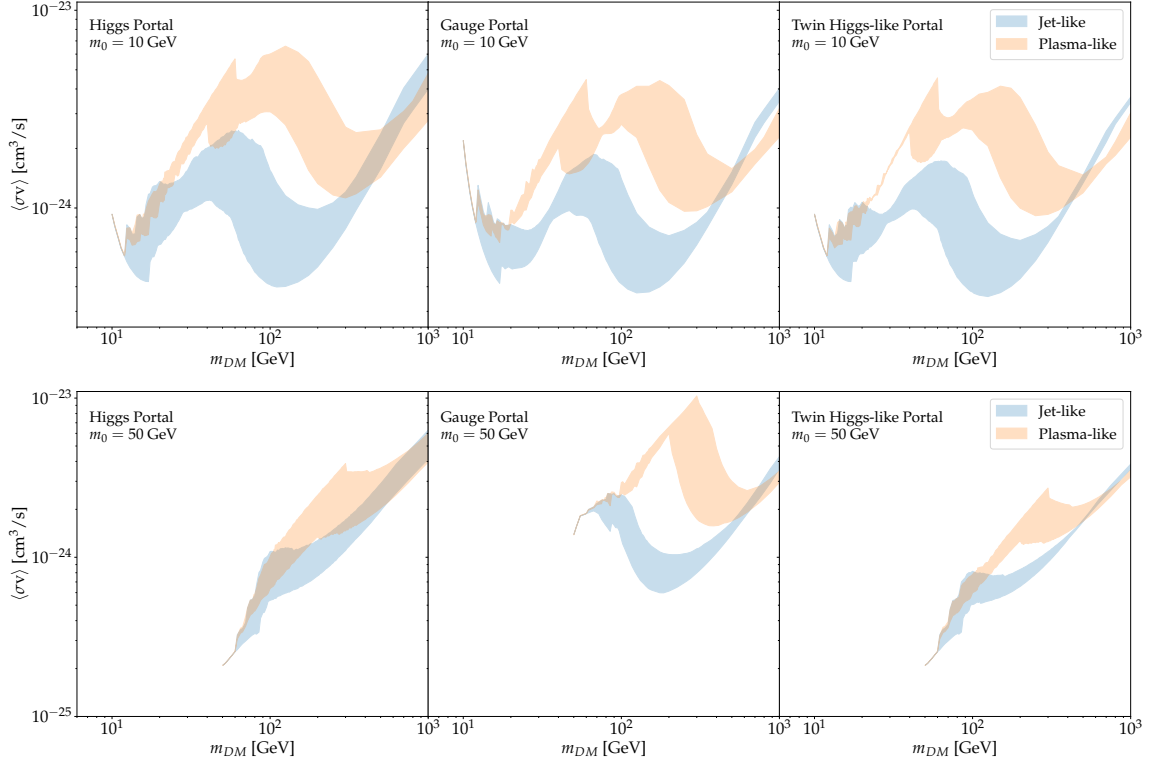 10⁻²³
Higgs Portal
m₀ = 10 GeV
Gauge Portal
m₀ = 10 GeV
Twin Higgs-like Portal
m₀ = 10 GeV
Jet-like
Plasma-like
⟨σv⟩ [cm³/s]
10⁻²⁴
10¹ 10² 10³ 10¹ 10² 10³ 10¹ 10² 10³
m_DM [GeV] m_DM [GeV] m_DM [GeV]
10⁻²³
Higgs Portal
m₀ = 50 GeV
Gauge Portal
m₀ = 50 GeV
Twin Higgs-like Portal
m₀ = 50 GeV
Jet-like
Plasma-like
⟨σv⟩ [cm³/s]
10⁻²⁴
10⁻²⁵
10¹ 10² 10³ 10¹ 10² 10³ 10¹ 10² 10³
m_DM [GeV] m_DM [GeV] m_DM [GeV]